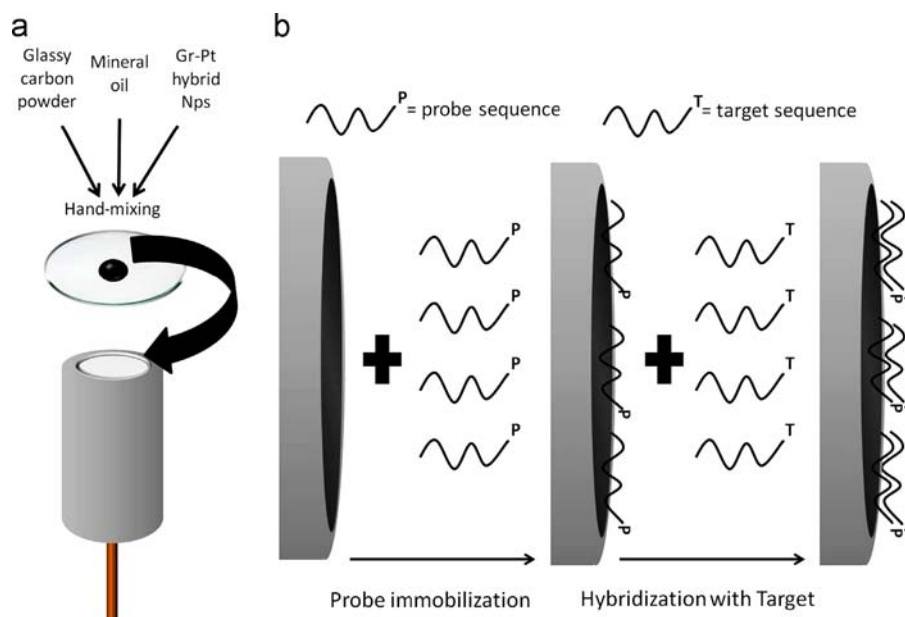 a
Glassy
carbon
powder
Mineral
oil
Gr-Pt
hybrid
Nps
Hand-mixing
b
P
= probe sequence
T
= target sequence
P
P
P
P
P
P
P
T
T
T
T
P
P
P
Probe immobilization
Hybridization with Target